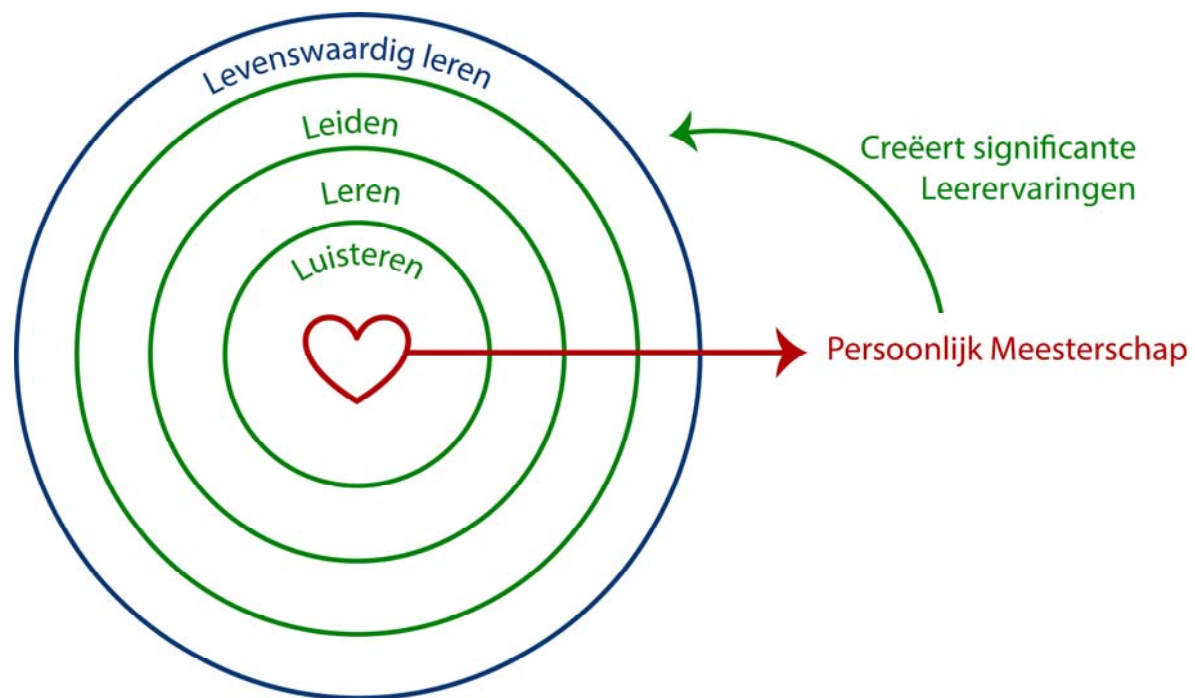 Levenswaardig leren
Leiden
Leren
Luisteren
Creëert significante
Leerervaringen
Persoonlijk Meesterschap